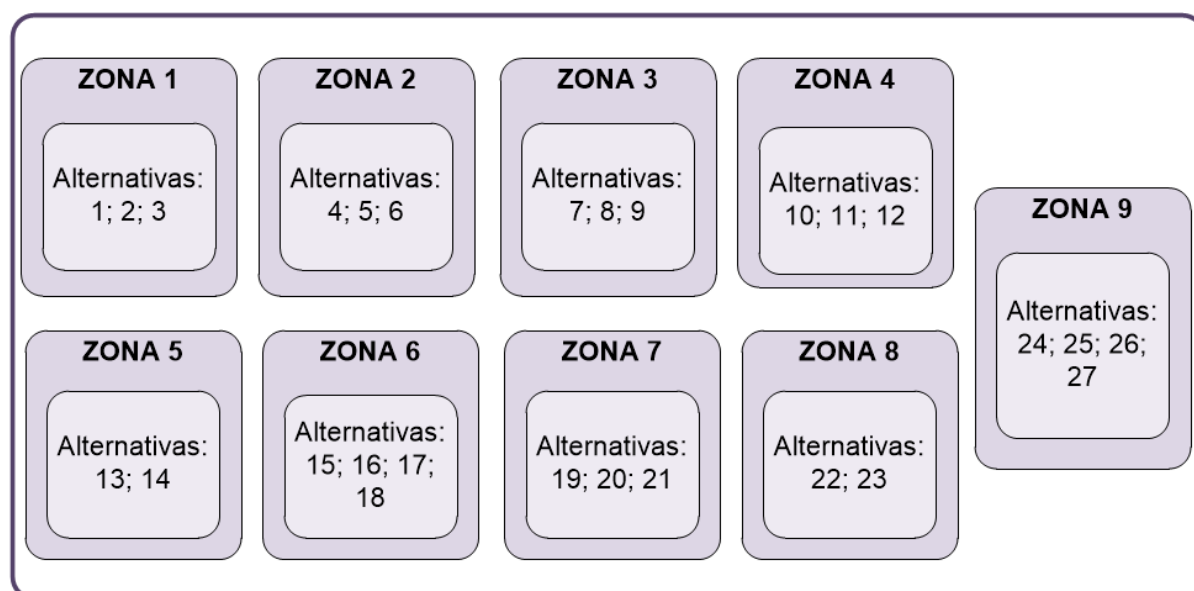 ZONA 1
Alternativas:
1; 2; 3
ZONA 2
Alternativas:
4; 5; 6
ZONA 3
Alternativas:
7; 8; 9
ZONA 4
Alternativas:
10; 11; 12
ZONA 5
Alternativas:
13; 14
ZONA 6
Alternativas:
15; 16; 17;
18
ZONA 7
Alternativas:
19; 20; 21
ZONA 8
Alternativas:
22; 23
ZONA 9
Alternativas:
24; 25; 26;
27